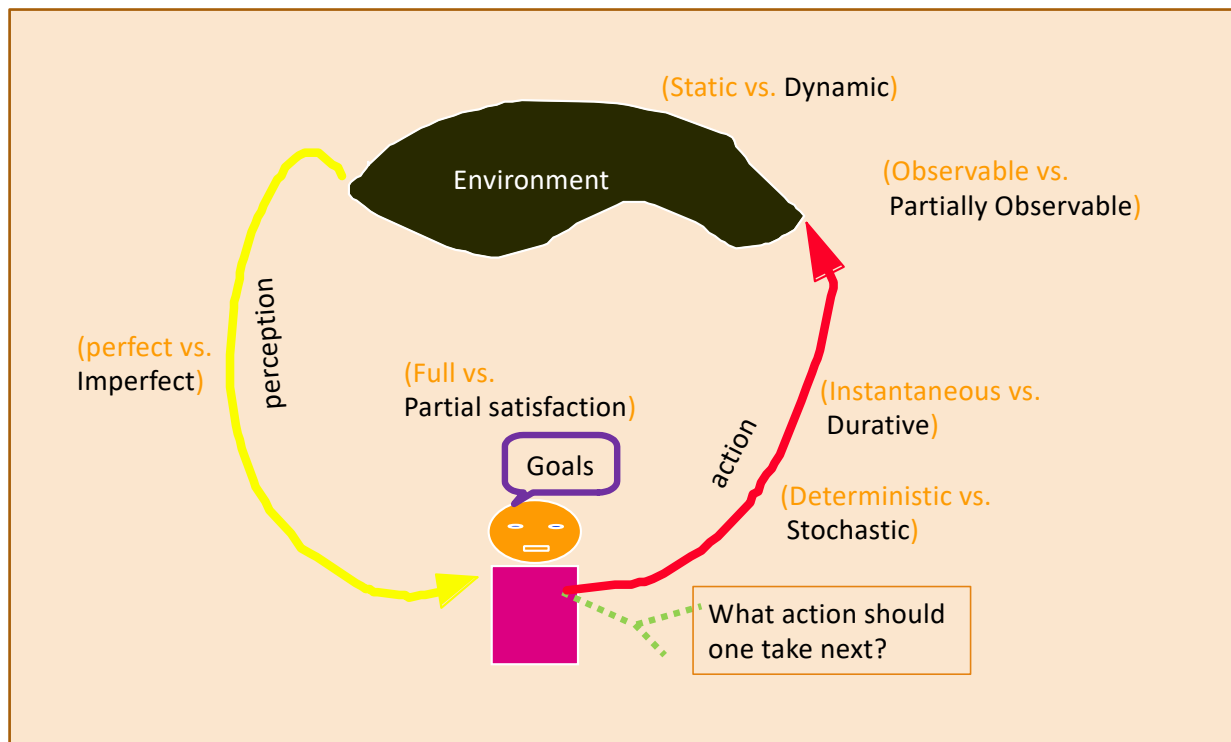 (Static vs. Dynamic)
Environment
(Observable vs.
Partially Observable)
perception
(perfect vs.
Imperfect)
(Full vs.
Partial satisfaction)
(Instantaneous vs.
Durative)
action
Goals
(Deterministic vs.
Stochastic)
What action should
one take next?